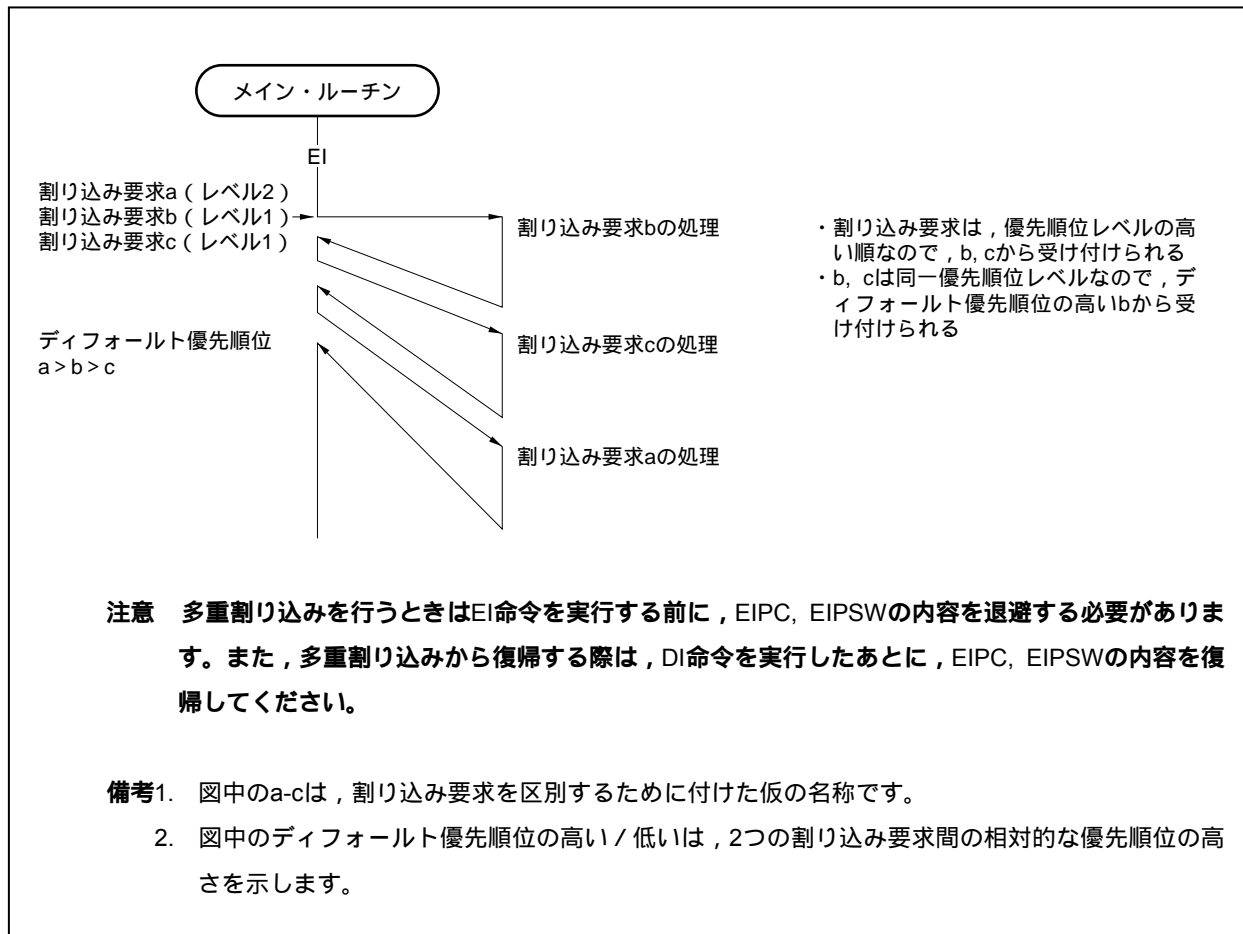 メイン・ルーチン
EI
割り込み要求a（レベル2）
割り込み要求b（レベル1）
割り込み要求c（レベル1）
ディフォールト優先順位
a>b>c
割り込み要求bの処理
割り込み要求cの処理
割り込み要求aの処理
・割り込み要求は，優先順位レベルの高
い順なので，b, cから受け付けられる
・b, cは同一優先順位レベルなので，デ
ィフォールト優先順位の高いbから受
け付けられる
注意　多重割り込みを行うときはEI命令を実行する前に，EIPC, EIPSWの内容を退避する必要がありま
す。また，多重割り込みから復帰する際は，DI命令を実行したあとに，EIPC, EIPSWの内容を復
帰してください。
備考1.　図中のa-cは，割り込み要求を区別するために付けた仮の名称です。
2.　図中のディフォールト優先順位の高い／低いは，2つの割り込み要求間の相対的な優先順位の高
さを示します。